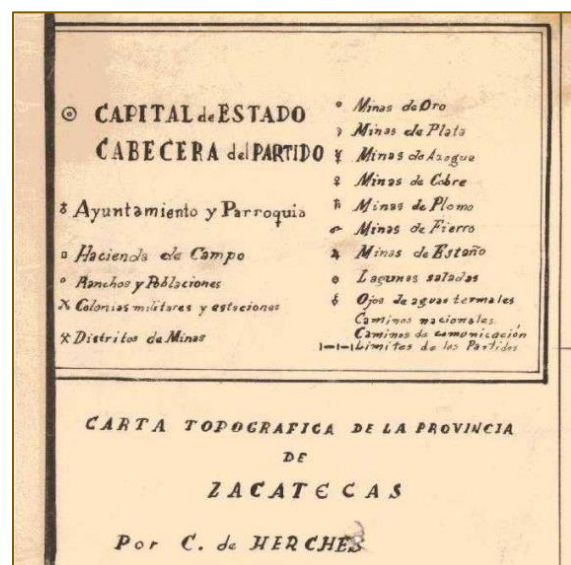 CAPITAL de ESTADO
CABECERA del PARTIDO
Ayuntamiento y Parroquia
Hacienda de Campo
Ranchos y Poblaciones
Colonias militares y estaciones
Distritos de Minas
Minas de Oro
Minas de Plata
Minas de Azogue
Minas de Cobre
Minas de Plomo
Minas de Fierro
Minas de Estaño
Lagunas saladas
Ojos de aguas termales
Caminos nacionales
Caminos de comunicación
Limites de los Partidos
CARTA TOPOGRAFICA DE LA PROVINCIA
DE
ZACATECAS
Por C. de HERCHES